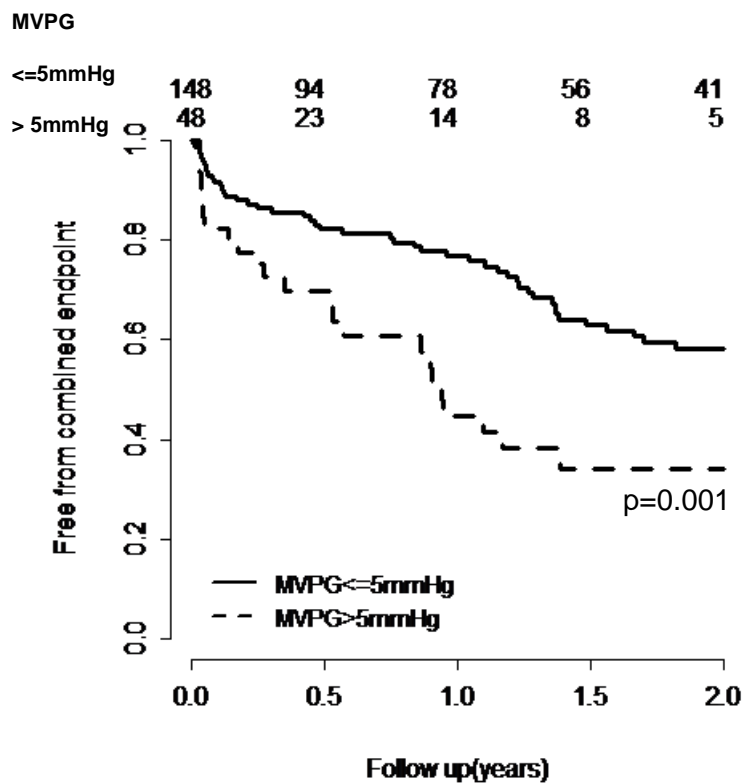 MVPG
<=5mmHg 148 94 78 56 41
> 5mmHg 48 23 14 8 5
1.0
0.8
0.6
0.4
0.2
0.0
Free from combined endpoint
p=0.001
MVPG<=5mmHg
MVPG>5mmHg
0.0 0.5 1.0 1.5 2.0
Follow up(years)